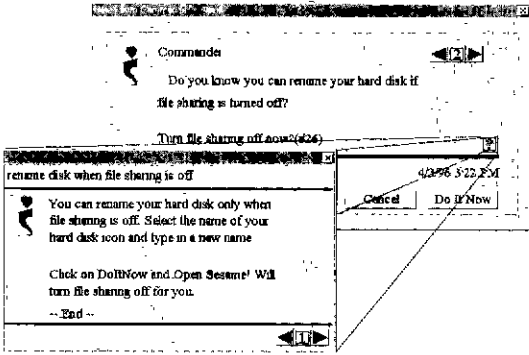 Commander
2
Do you know you can rename your hard disk if
file sharing is turned off?
Turn file sharing off now?(s26)
?
4/3/96 3:22 PM
Cancel
Do It Now
rename disk when file sharing is off
You can rename your hard disk only when
file sharing is off. Select the name of your
hard disk icon and type in a new name
Click on DoItNow and Open Sesame! Will
turn file sharing off for you.
-- End --
1